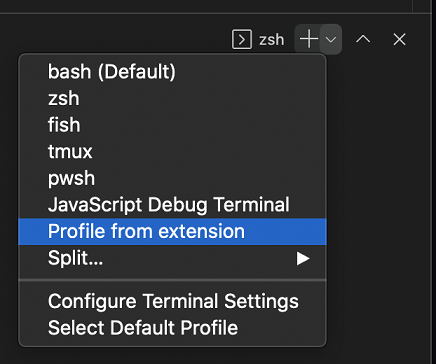 zsh
bash (Default)
zsh
fish
tmux
pwsh
JavaScript Debug Terminal
Profile from extension
Split...
Configure Terminal Settings
Select Default Profile